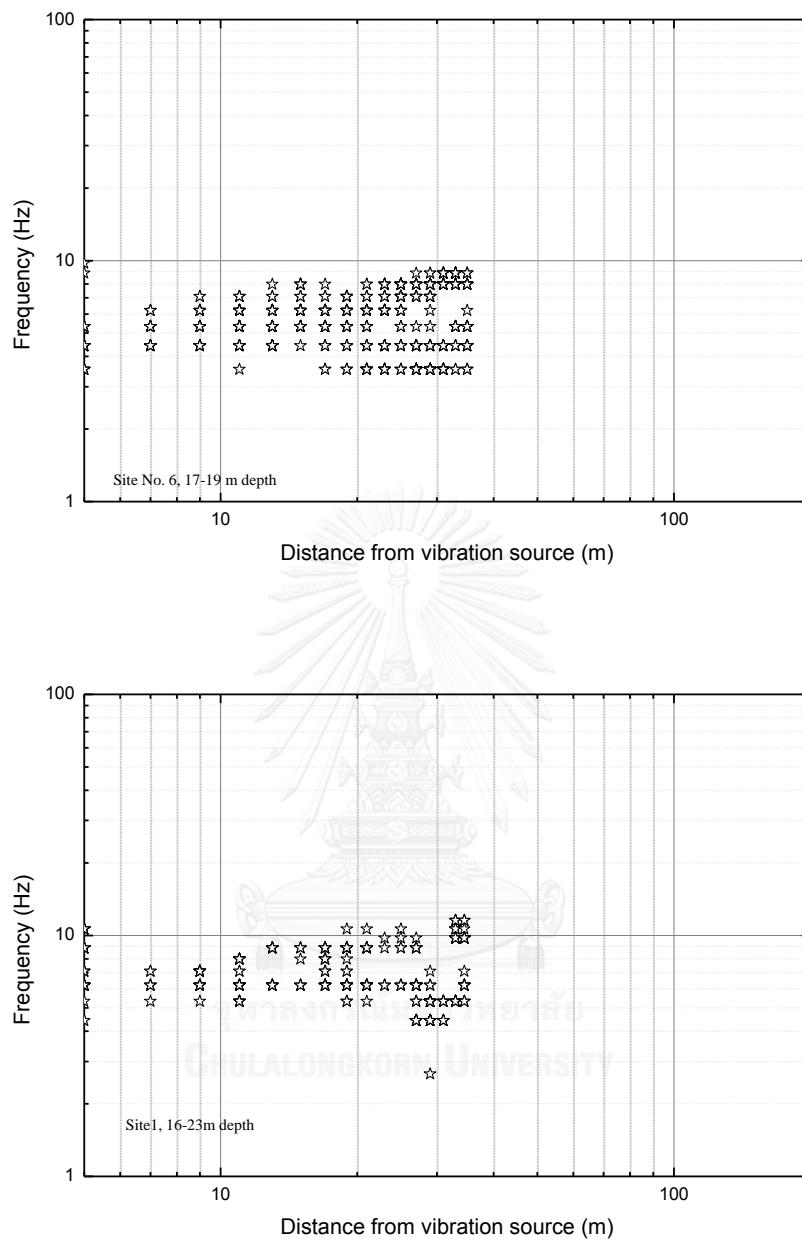 100
10
1
Frequency (Hz)
Site No. 6, 17-19 m depth
10
100
Distance from vibration source (m)
100
10
1
Frequency (Hz)
จุฬาลงกรณ์มหาวิทยาลัย
CHULALONGKORN UNIVERSITY
Site1, 16-23m depth
10
100
Distance from vibration source (m)